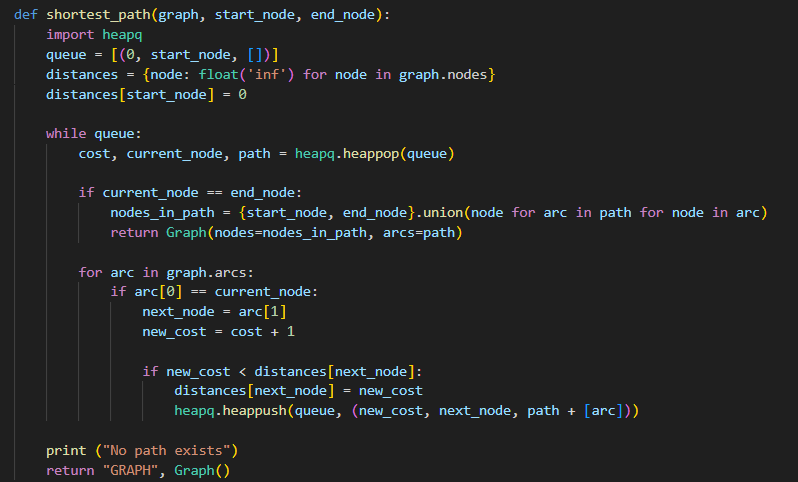 def shortest_path(graph, start_node, end_node):
    import heapq
    queue = [(0, start_node, [])]
    distances = {node: float('inf') for node in graph.nodes}
    distances[start_node] = 0

    while queue:
        cost, current_node, path = heapq.heappop(queue)

        if current_node == end_node:
            nodes_in_path = {start_node, end_node}.union(node for arc in path for node in arc)
            return Graph(nodes=nodes_in_path, arcs=path)

        for arc in graph.arcs:
            if arc[0] == current_node:
                next_node = arc[1]
                new_cost = cost + 1

                if new_cost < distances[next_node]:
                    distances[next_node] = new_cost
                    heapq.heappush(queue, (new_cost, next_node, path + [arc]))

    print ("No path exists")
    return "GRAPH", Graph()